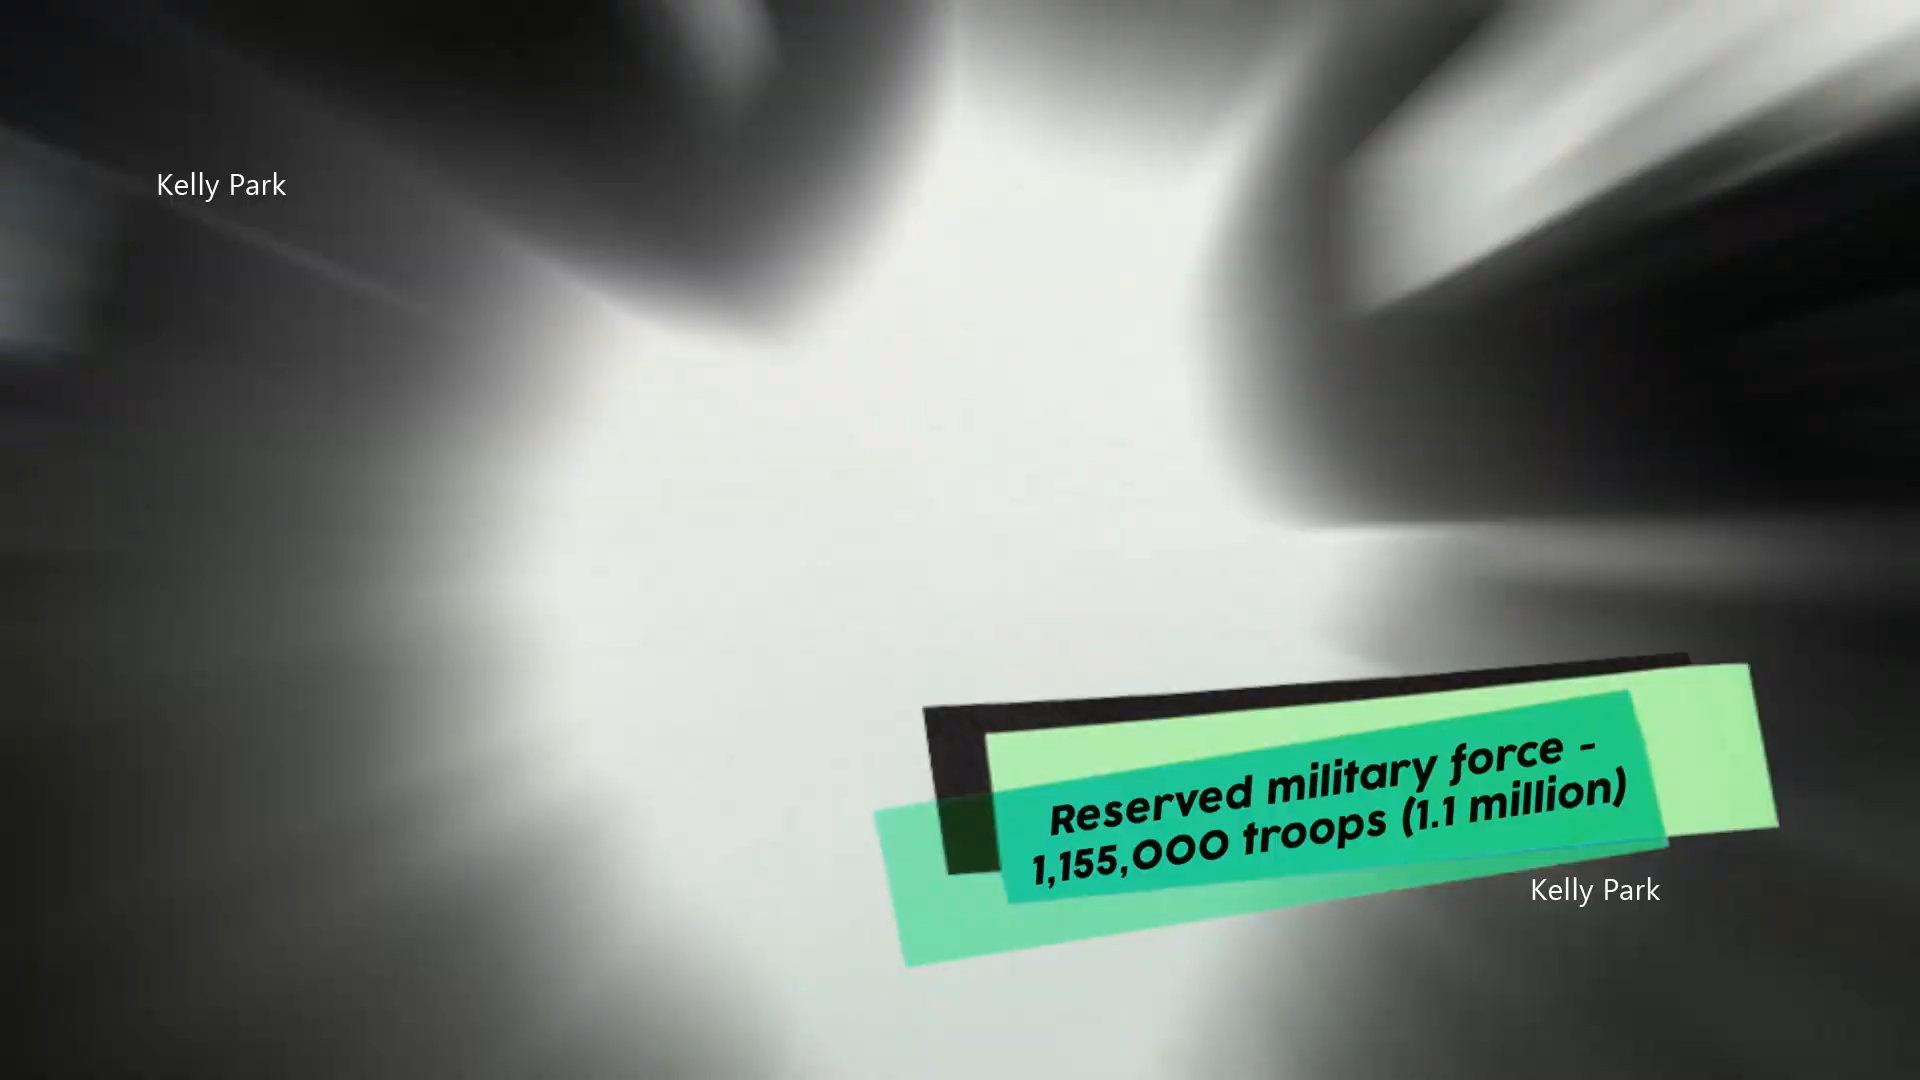 Kelly Park
Reserved military force -
1,155,000 troops (1.1 million)
Kelly Park